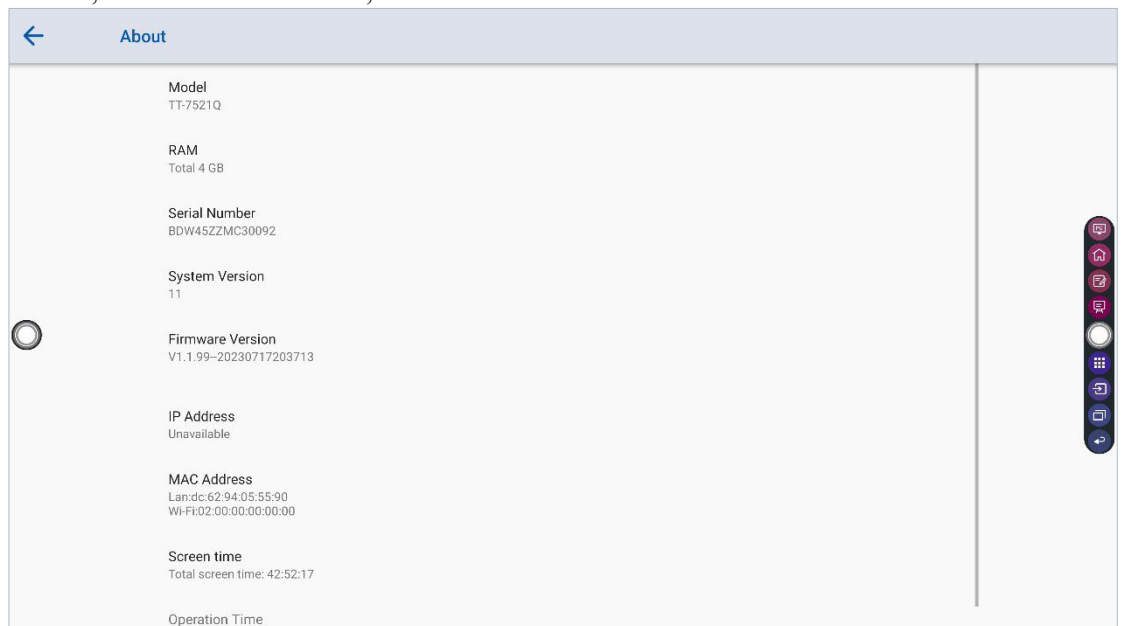 About
Model
TT-7521Q
RAM
Total 4 GB
Serial Number
BDW45ZZMC30092
System Version
11
Firmware Version
V1.1.99--20230717203713
IP Address
Unavailable
MAC Address
Lan:dc:62:94:05:55:90
Wi-Fi:02:00:00:00:00:00
Screen time
Total screen time: 42:52:17
Operation Time